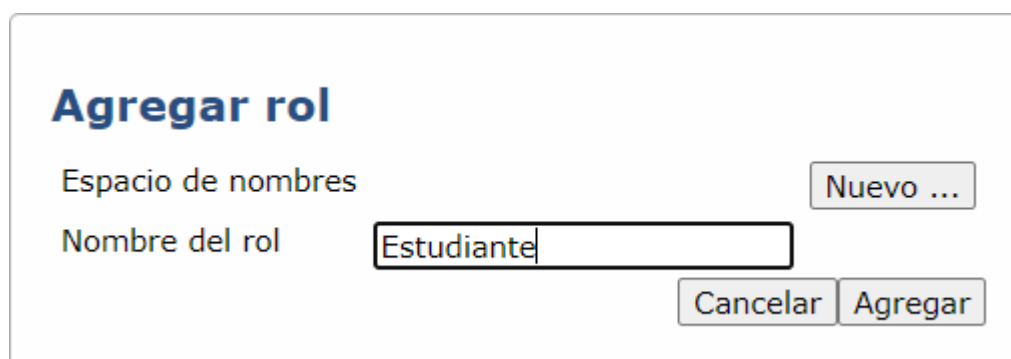 Agregar rol
Espacio de nombres Nuevo ...
Nombre del rol Estudiante
Cancelar Agregar